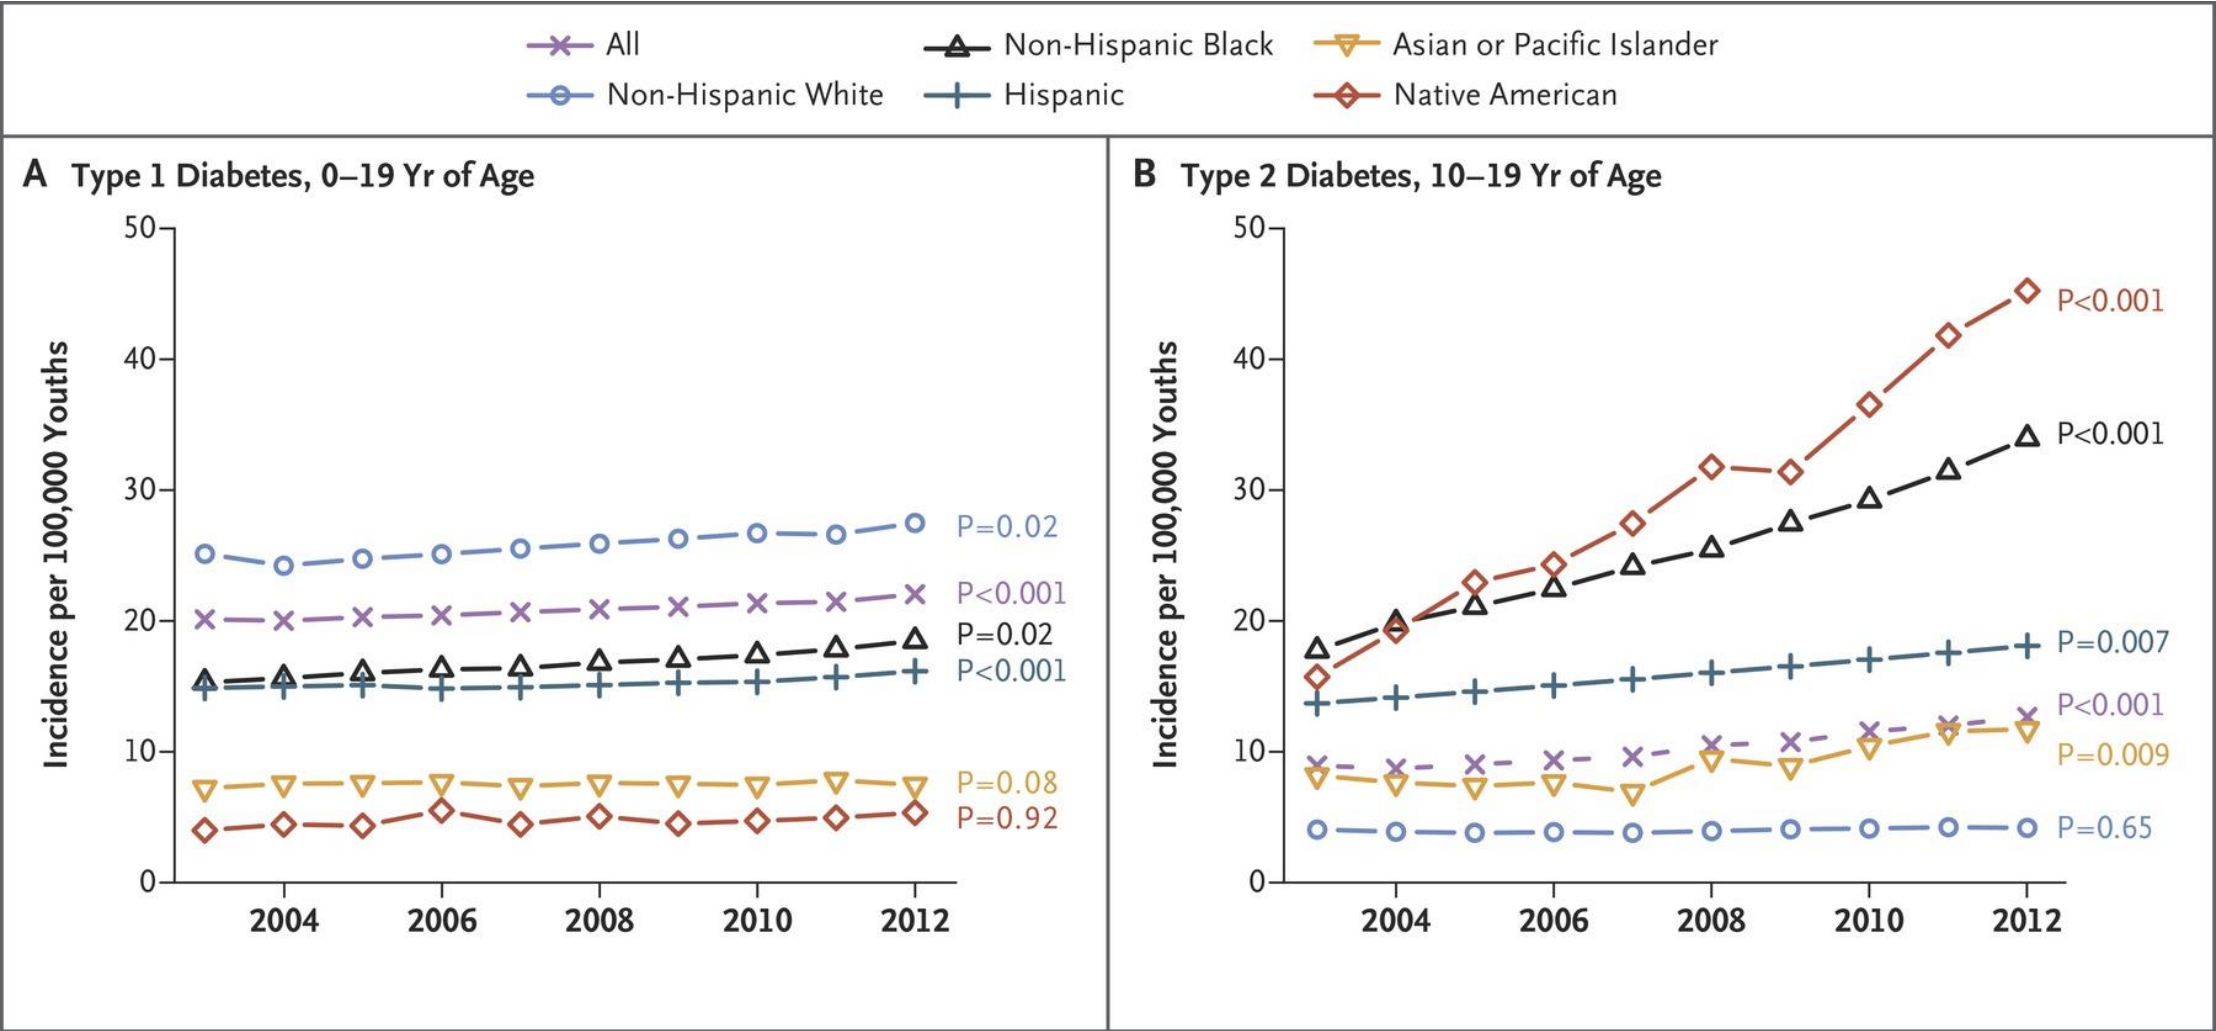 All
Non-Hispanic Black
Asian or Pacific Islander
Non-Hispanic White
Hispanic
Native American
A Type 1 Diabetes, 0–19 Yr of Age
Incidence per 100,000 Youths
50
40
30
20
10
0
P=0.02
P<0.001
P=0.02
P<0.001
P=0.08
P=0.92
2004 2006 2008 2010 2012
B Type 2 Diabetes, 10–19 Yr of Age
Incidence per 100,000 Youths
50
40
30
20
10
0
P<0.001
P<0.001
P=0.007
P<0.001
P=0.009
P=0.65
2004 2006 2008 2010 2012